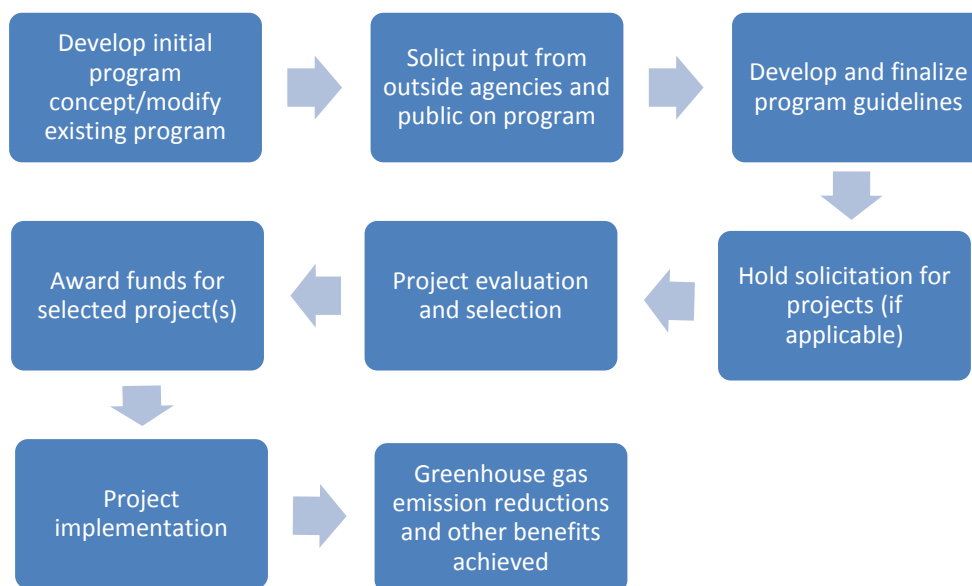 Develop initial
program
concept/modify
existing program
Solict input from
outside agencies and
public on program
Develop and finalize
program guidelines
Hold solicitation for
projects (if
applicable)
Project evaluation
and selection
Award funds for
selected project(s)
Project
implementation
Greenhouse gas
emission reductions
and other benefits
achieved